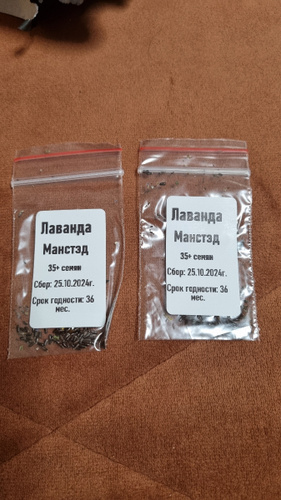 Лаванда
Манстэд
35+ семян
Сбор: 25.10.2024г.
Срок годности: 36
мес.
Лаванда
Манстэд
35+ семян
Сбор: 25.10.2024г.
Срок годности: 36
мес.